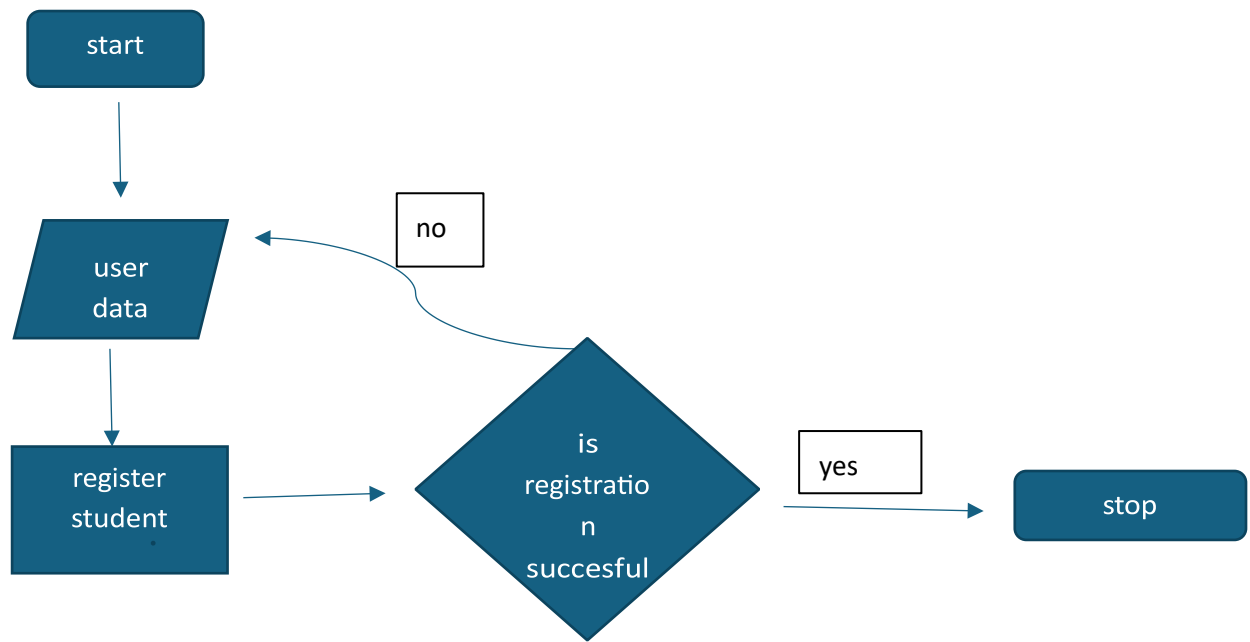 start
no
user
data
is
registratio
n
succesful
yes
register
student
stop